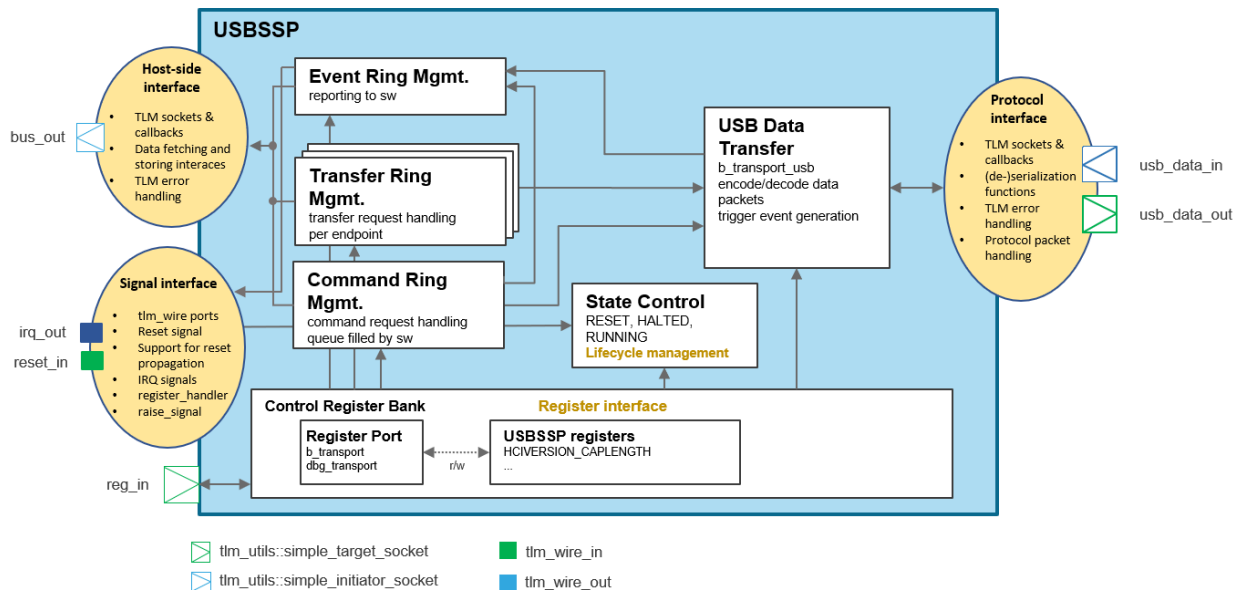 USBSSP
Host-side
interface
• TLM sockets &
callbacks
• Data fetching and
storing interaces
• TLM error
handling
bus_out
Event Ring Mgmt.
reporting to sw
Transfer Ring
Mgmt.
transfer request handling
per endpoint
Command Ring
Mgmt.
command request handling
queue filled by sw
USB Data
Transfer
b_transport_usb
encode/decode data
packets
trigger event generation
Protocol
interface
• TLM sockets &
callbacks
• (de-)serialization
functions
• TLM error
handling
• Protocol packet
handling
usb_data_in
usb_data_out
Signal interface
• tlm_wire ports
• Reset signal
• Support for reset
propagation
• IRQ signals
• register_handler
• raise_signal
irq_out
reset_in
State Control
RESET, HALTED,
RUNNING
Lifecycle management
Control Register Bank
Register interface
Register Port
b_transport
dbg_transport
r/w
USBSSP registers
HCIVERSION_CAPLENGTH
...
reg_in
tlm_utils::simple_target_socket
tlm_wire_in
tlm_utils::simple_initiator_socket
tlm_wire_out